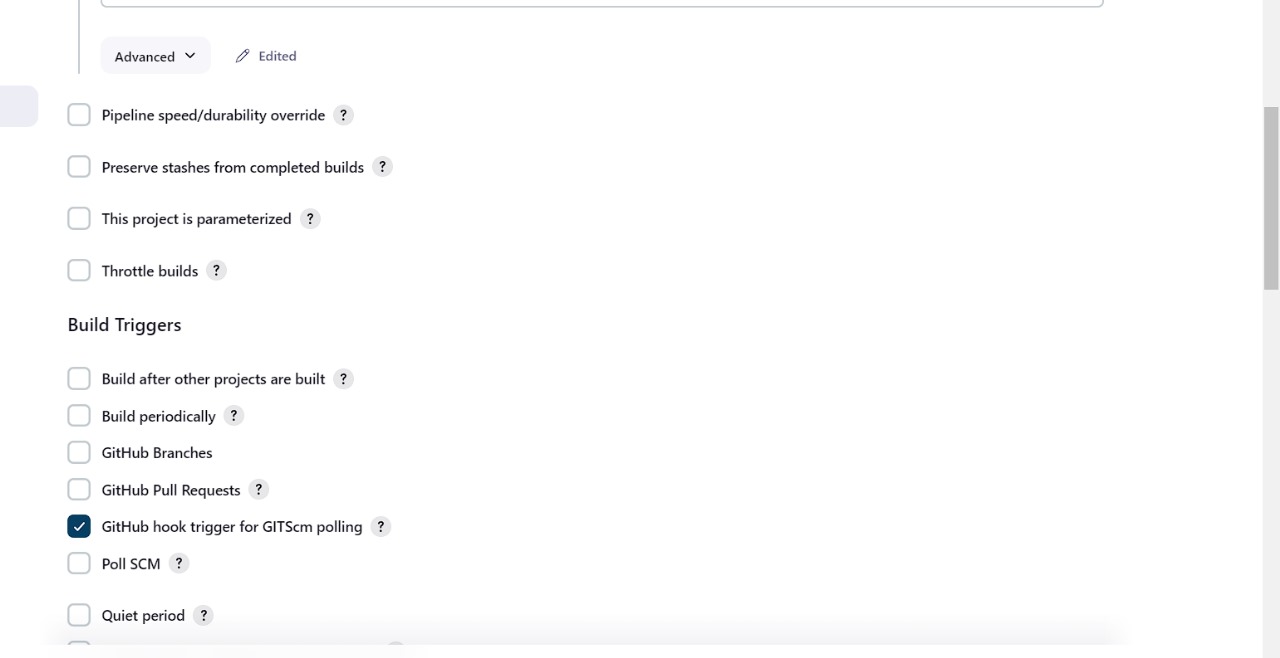 Advanced Edited
Pipeline speed/durability override ?
Preserve stashes from completed builds ?
This project is parameterized ?
Throttle builds ?
Build Triggers
Build after other projects are built ?
Build periodically ?
GitHub Branches
GitHub Pull Requests ?
GitHub hook trigger for GITScm polling ?
Poll SCM ?
Quiet period ?